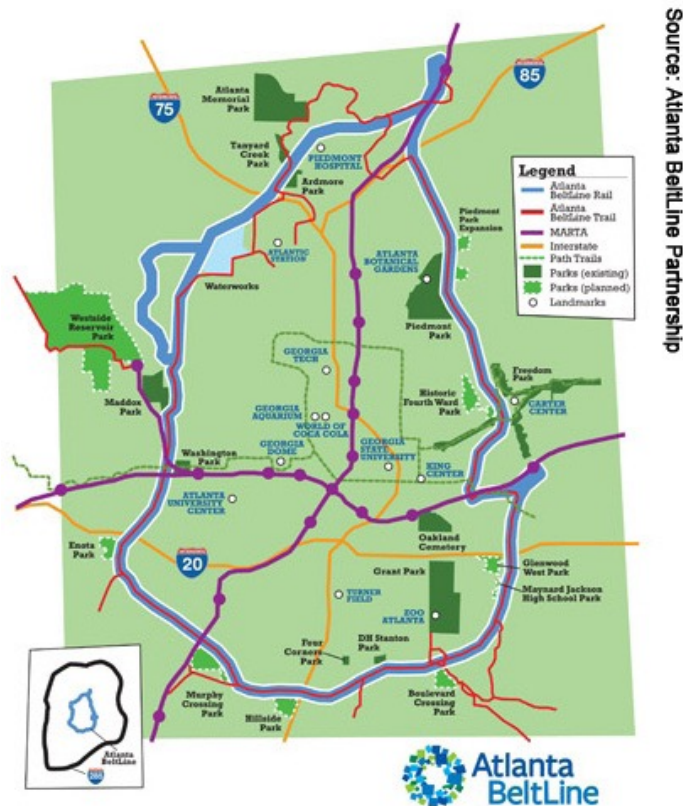 Source: Atlanta BeltLine Partnership
75
85
Atlanta
Memorial
Park
Tanyard
Creek
Park
PIEDMONT
HOSPITAL
Ardmore
Park
Legend
Atlanta
BeltLine Rail
Atlanta
BeltLine Trail
MARTA
Interstate
Path Trails
Parks (existing)
Parks (planned)
Landmarks
Piedmont
Park
Expansion
ATLANTIC
STATION
ATLANTA
BOTANICAL
GARDENS
Waterworks
Piedmont
Park
Westside
Reservoir
Park
Maddox
Park
GEORGIA
TECH
Historic
Fourth Ward
Park
Freedom
Park
CARTER
CENTER
GEORGIA
AQUARIUM
WORLD OF
COCA COLA
Washington
Park
GEORGIA
DOME
GEORGIA
STATE
UNIVERSITY
KING
CENTER
ATLANTA
UNIVERSITY
CENTER
Oakland
Cemetery
Enota
Park
20
Grant Park
Glenwood
West Park
Maynard Jackson
High School Park
TURNER
FIELD
ZOO
ATLANTA
Four
Corners
Park
DH Stanton
Park
Murphy
Crossing
Park
Hillside
Park
Boulevard
Crossing
Park
Atlanta
BeltLine
285
Atlanta
BeltLine